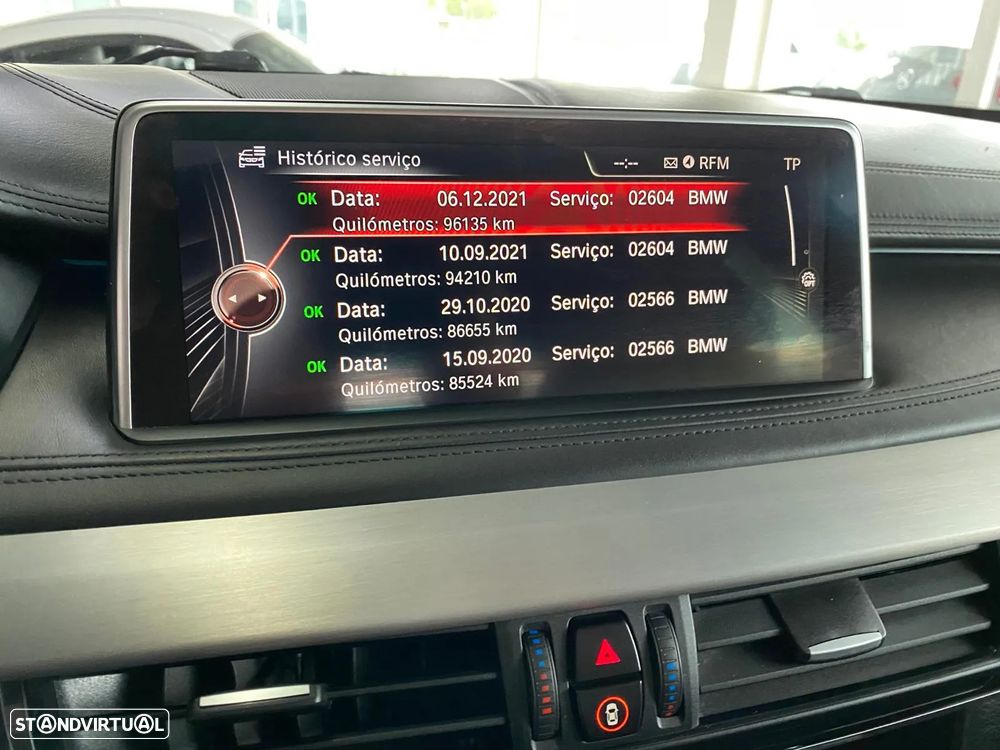 Histórico serviço --:-- RFM TP
OK Data: 06.12.2021 Serviço: 02604 BMW
Quilómetros: 96135 km
OK Data: 10.09.2021 Serviço: 02604 BMW
Quilómetros: 94210 km
OK Data: 29.10.2020 Serviço: 02566 BMW
Quilómetros: 86655 km
OK Data: 15.09.2020 Serviço: 02566 BMW
Quilómetros: 85524 km
OPT
STANDVIRTUAL